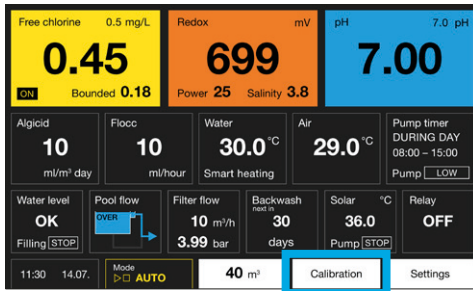 Free chlorine 0.5 mg/L
0.45
ON Bounded 0.18
Redox mV
699
Power 25 Salinity 3.8
pH 7.0 pH
7.00
Algicid
10
ml/m³ day
Flocc
10
ml/hour
Water
30.0 °C
Smart heating
Air
29.0 °C
Pump timer
DURING DAY
08:00 – 15:00
Pump LOW
Water level
OK
Filling STOP
Pool flow
OVER
Filter flow
10 m³/h
3.99 bar
Backwash
next in
30
days
Solar °C
36.0
Pump STOP
Relay
OFF
11:30 14.07.
Mode
AUTO
40 m³
Calibration
Settings